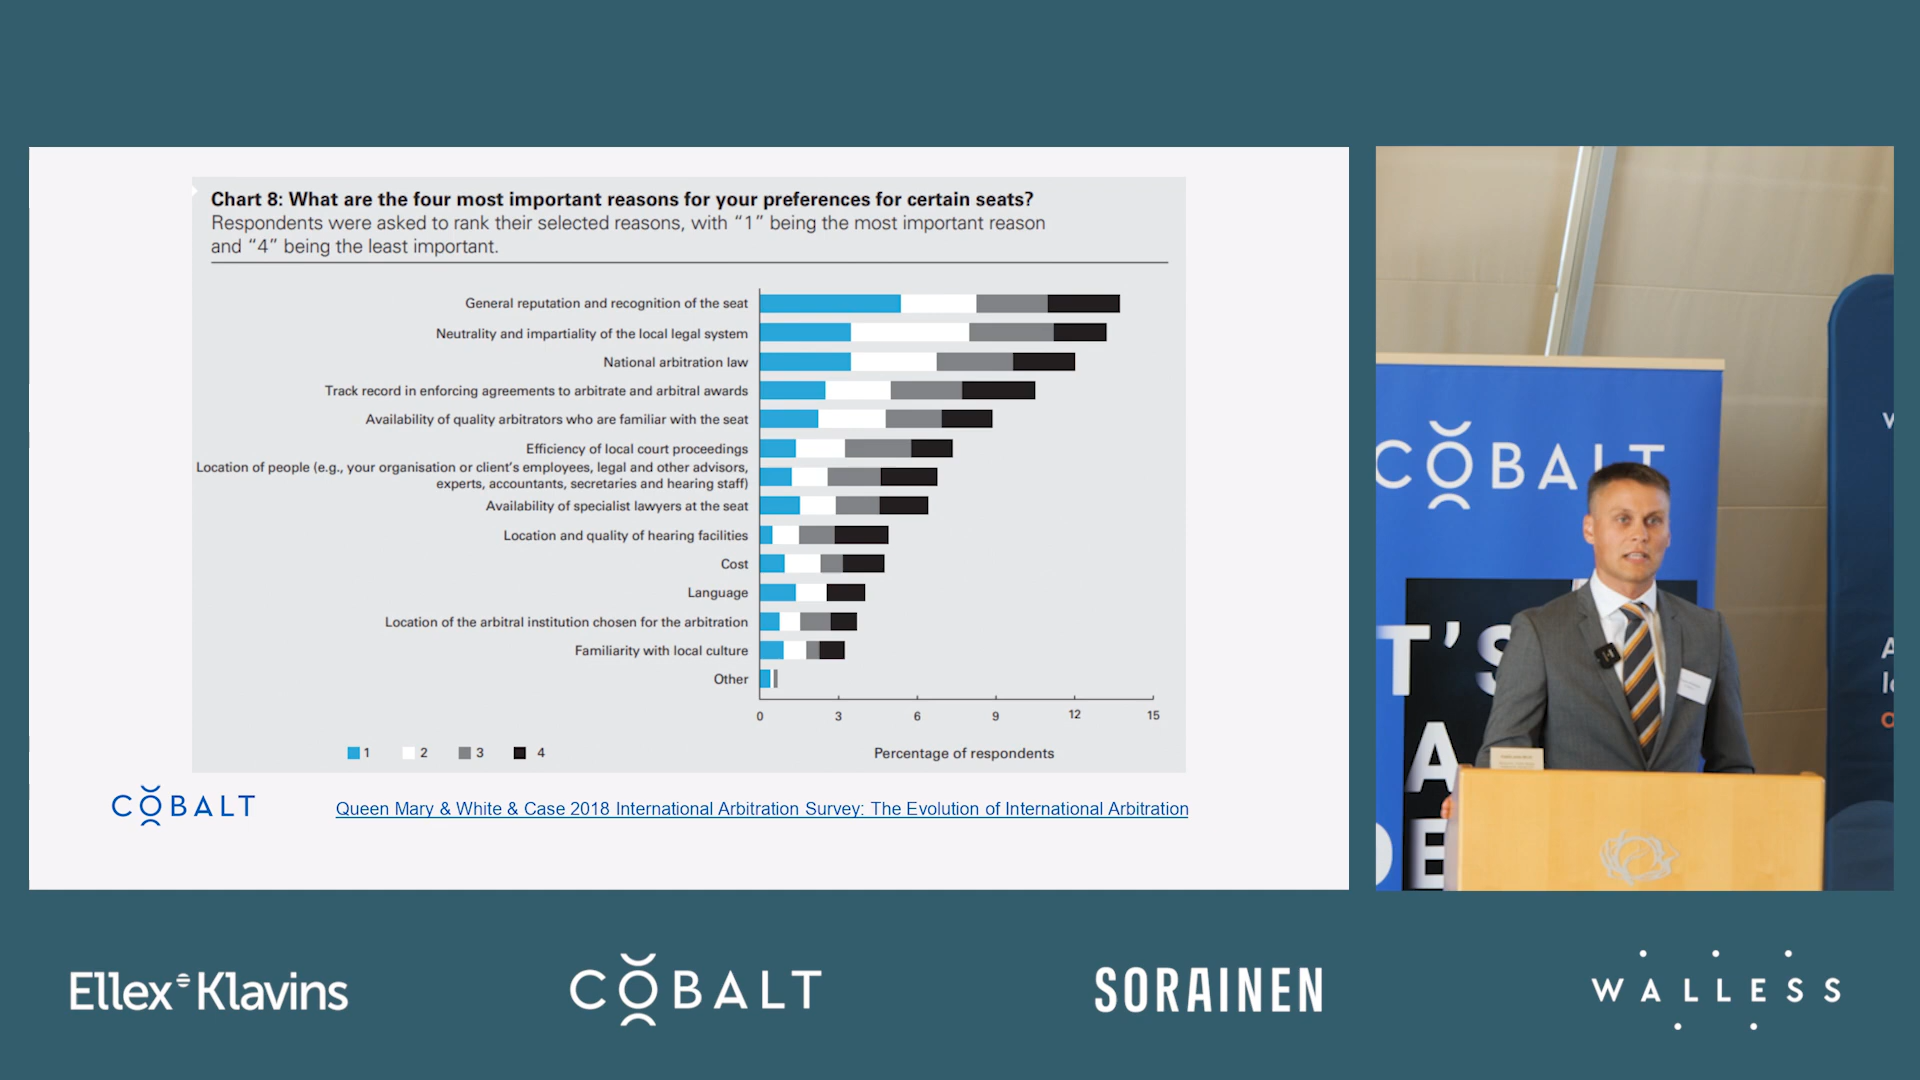 Chart 8: What are the four most important reasons for your preferences for certain seats?
Respondents were asked to rank their selected reasons, with “1” being the most important reason
and “4” being the least important.
General reputation and recognition of the seat
Neutrality and impartiality of the local legal system
National arbitration law
Track record in enforcing agreements to arbitrate and arbitral awards
Availability of quality arbitrators who are familiar with the seat
Efficiency of local court proceedings
Location of people (e.g., your organisation or client’s employees, legal and other advisors,
experts, accountants, secretaries and hearing staff)
Availability of specialist lawyers at the seat
Location and quality of hearing facilities
Cost
Language
Location of the arbitral institution chosen for the arbitration
Familiarity with local culture
Other
0 3 6 9 12 15
1 2 3 4
Percentage of respondents
COBALT
Queen Mary & White & Case 2018 International Arbitration Survey: The Evolution of International Arbitration
COBALT
T’S
A
DE
Ellex Klavins
COBALT
SORAINEN
WALLESS